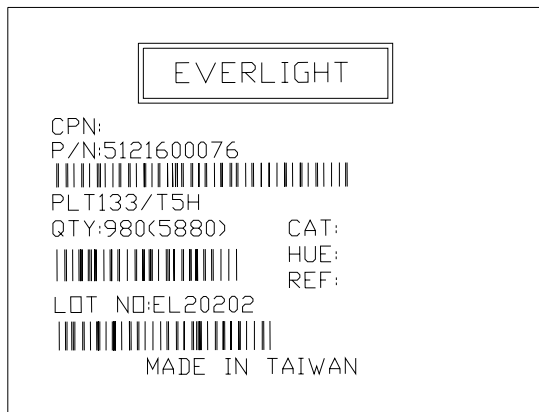 EVERLIGHT
CPN:
P/N:5121600076
PLT133/T5H
QTY:980(5880)
CAT:
HUE:
REF:
LOT NO:EL20202
MADE IN TAIWAN